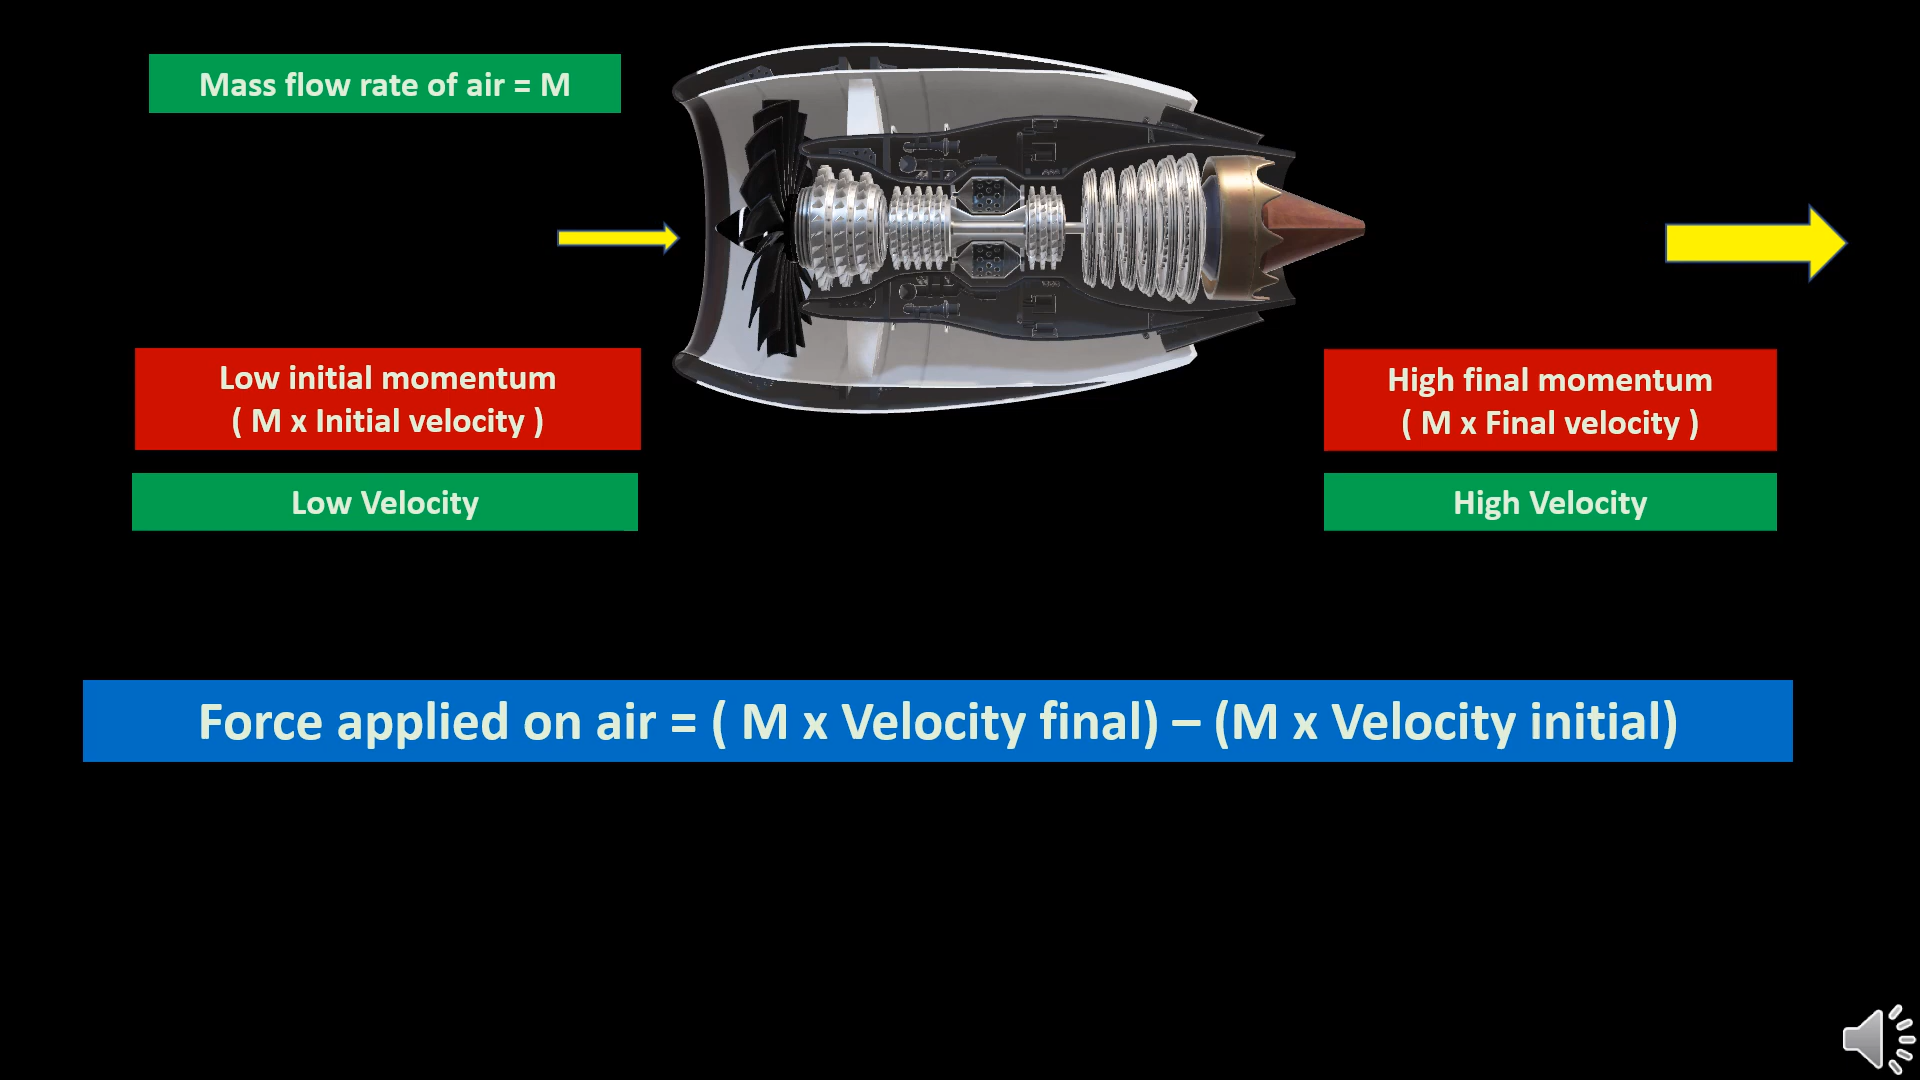 Mass flow rate of air = M
Low initial momentum
( M x Initial velocity )
Low Velocity
High final momentum
( M x Final velocity )
High Velocity
Force applied on air = ( M x Velocity final) – (M x Velocity initial)